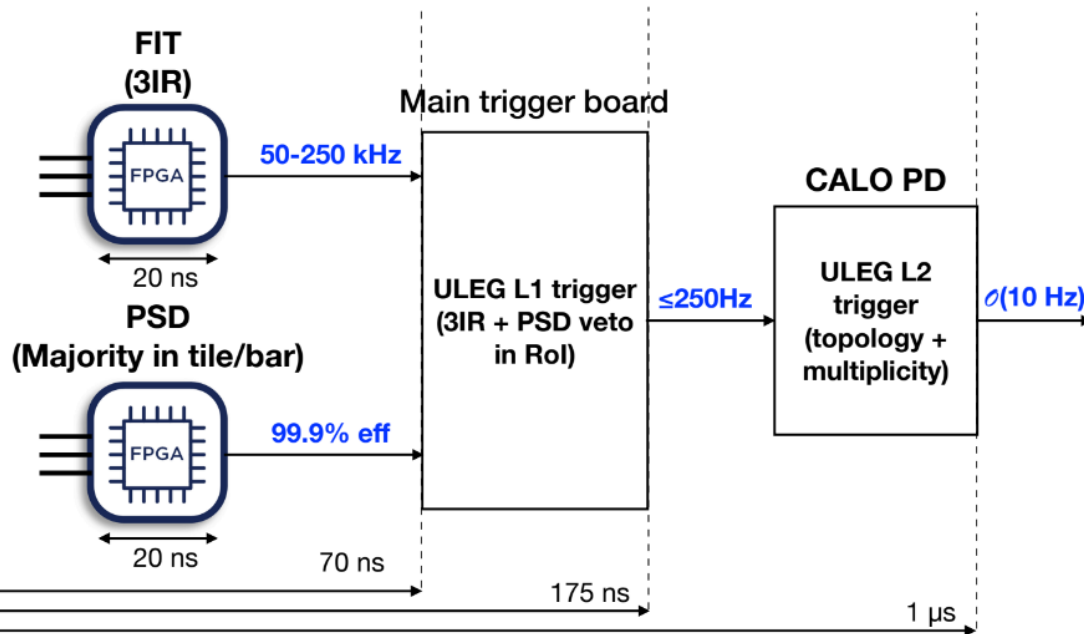 FIT
(3IR)
FPGA
20 ns
50-250 kHz
PSD
(Majority in tile/bar)
FPGA
20 ns
99.9% eff
Main trigger board
ULEG L1 trigger
(3IR + PSD veto
in RoI)
≤250Hz
CALO PD
ULEG L2
trigger
(topology +
multiplicity)
𝒪(10 Hz)
70 ns
175 ns
1 µs